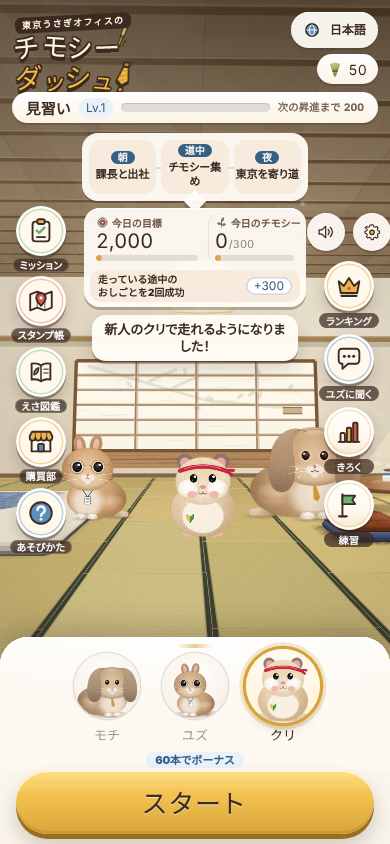 東京うさぎオフィスの
チモシー
ダッシュ
日本語
50
見習い Lv.1 次の昇進まで 200
朝
課長と出社
道中
チモシー集
め
夜
東京を寄り道
今日の目標
2,000
今日のチモシー
0/300
走っている途中の
おしごとを2回成功
+300
新人のクリで走れるようになりま
した!
ミッション
スタンプ帳
えさ図鑑
購買部
あそびかた
ランキング
ユズに聞く
きろく
練習
モチ
ユズ
クリ
60本でボーナス
スタート